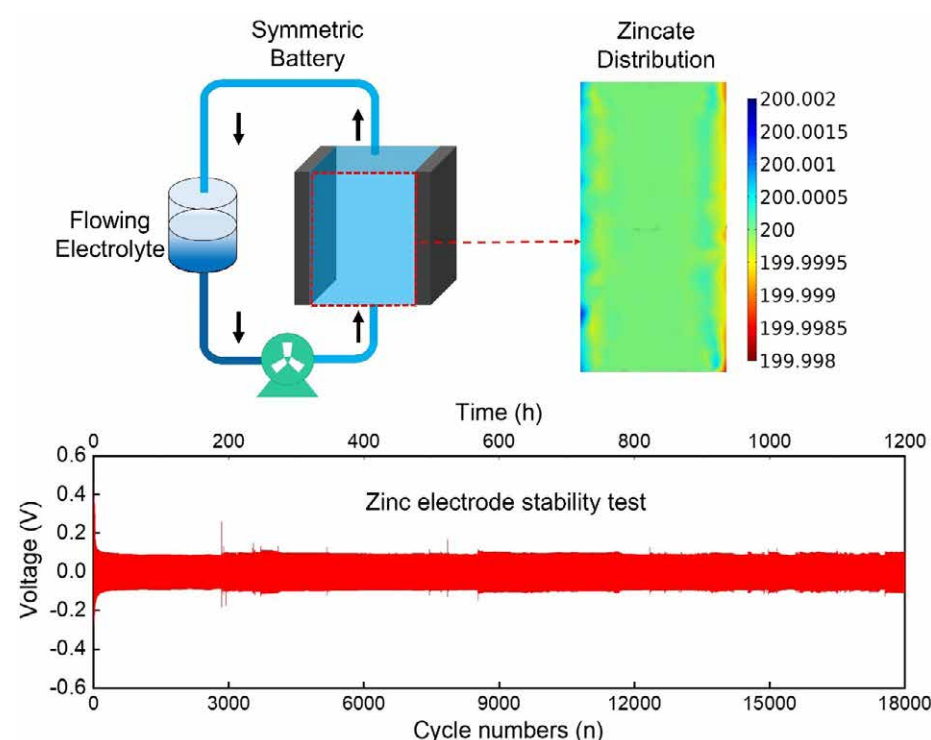 Symmetric
Battery
Zincate
Distribution
Flowing
Electrolyte
200.002
200.0015
200.001
200.0005
200
199.9995
199.999
199.9985
199.998
Time (h)
0 200 400 600 800 1000 1200
0.6
0.4
0.2
0.0
-0.2
-0.4
-0.6
Voltage (V)
Zinc electrode stability test
0 3000 6000 9000 12000 15000 18000
Cycle numbers (n)